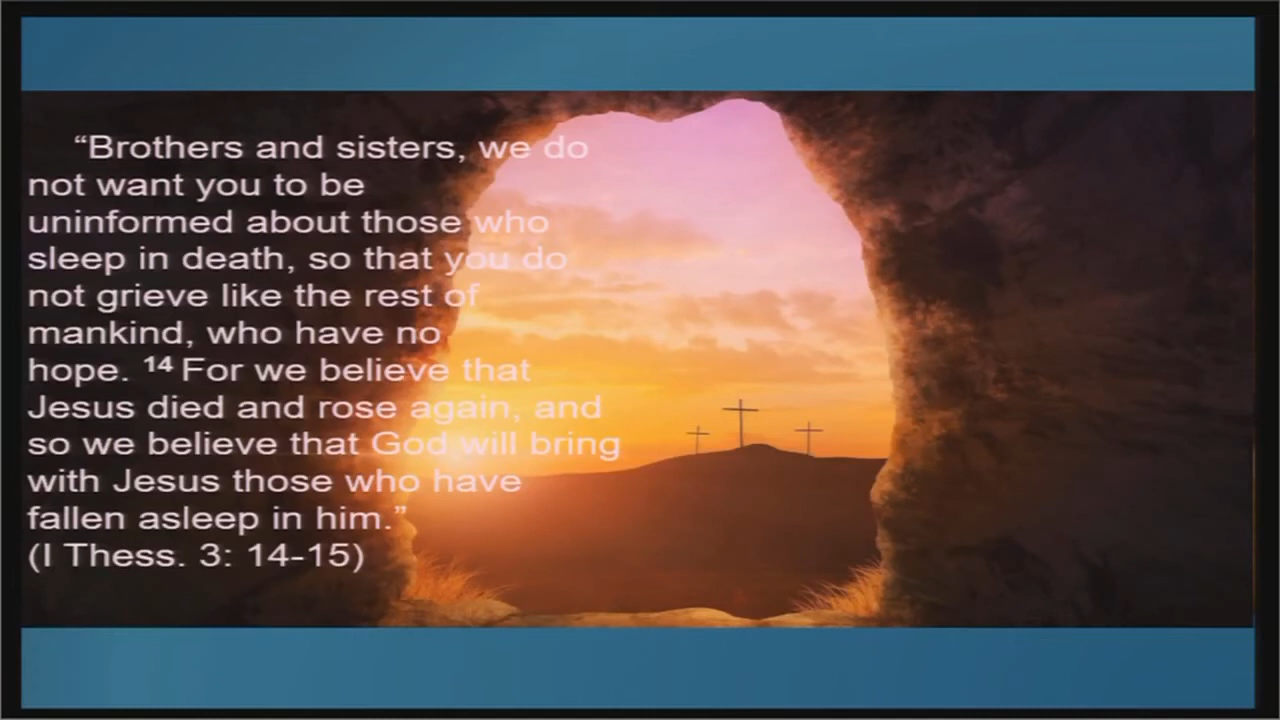 “Brothers and sisters, we do
not want you to be
uninformed about those who
sleep in death, so that you do
not grieve like the rest of
mankind, who have no
hope. ¹⁴ For we believe that
Jesus died and rose again, and
so we believe that God will bring
with Jesus those who have
fallen asleep in him.”
(I Thess. 3: 14-15)